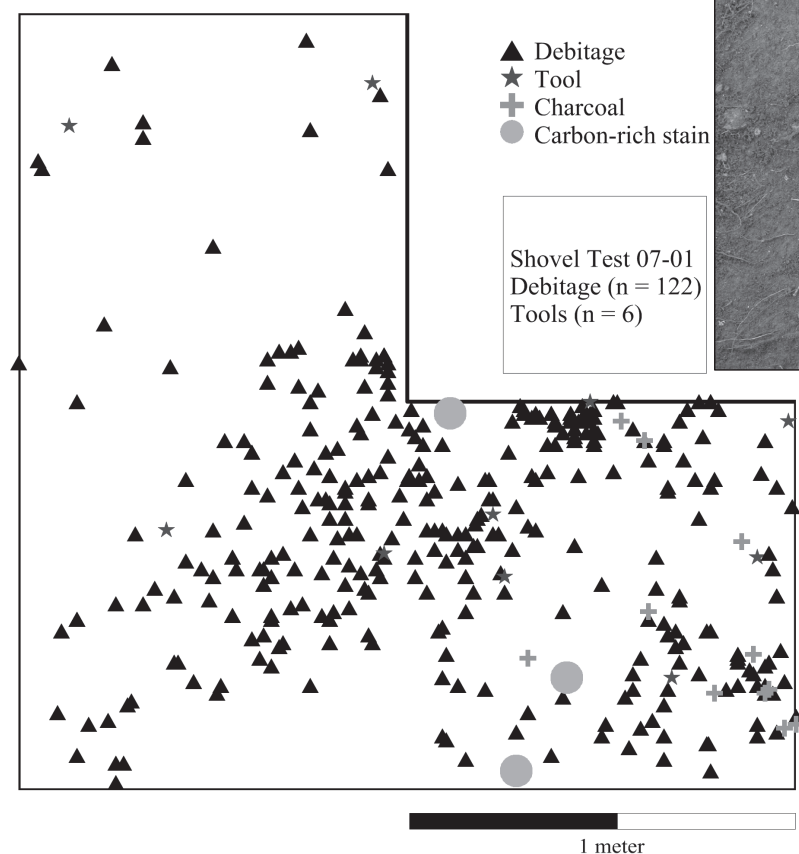 Debitage
Tool
Charcoal
Carbon-rich stain
Shovel Test 07-01
Debitage (n = 122)
Tools (n = 6)
1 meter